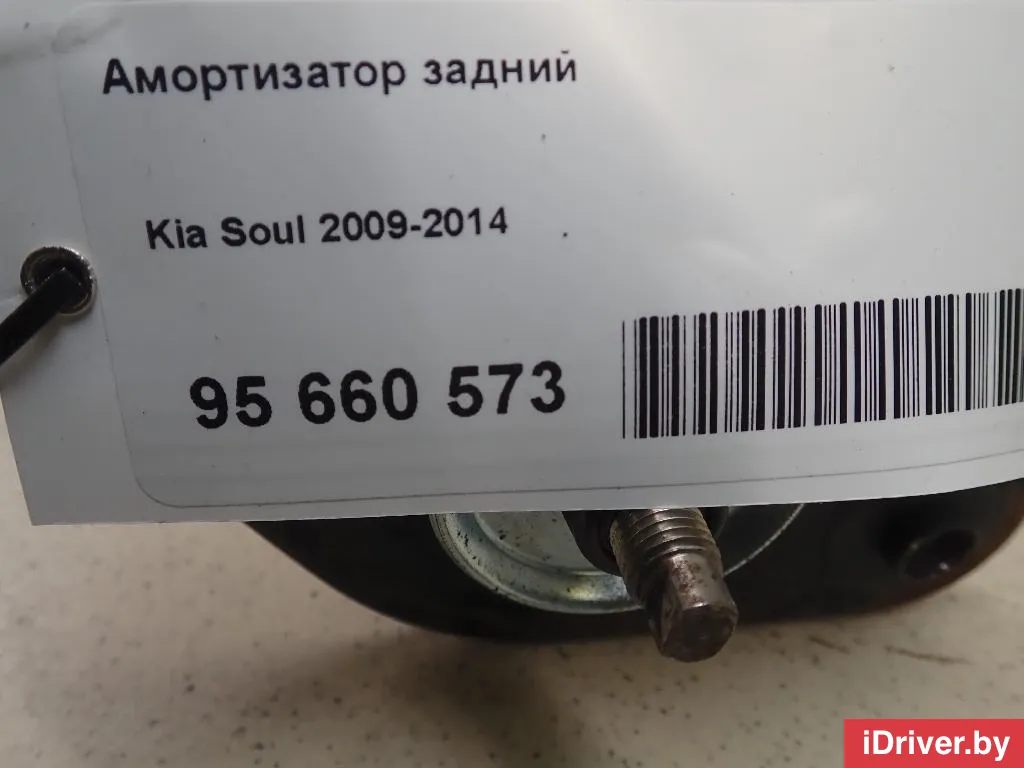 Амортизатор задний
Kia Soul 2009-2014
95 660 573
iDriver.by